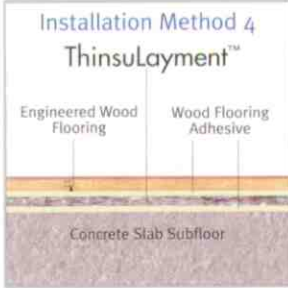 Installation Method 4
ThinsuLayment™
Engineered Wood
Flooring
Wood Flooring
Adhesive
Concrete Slab Subfloor